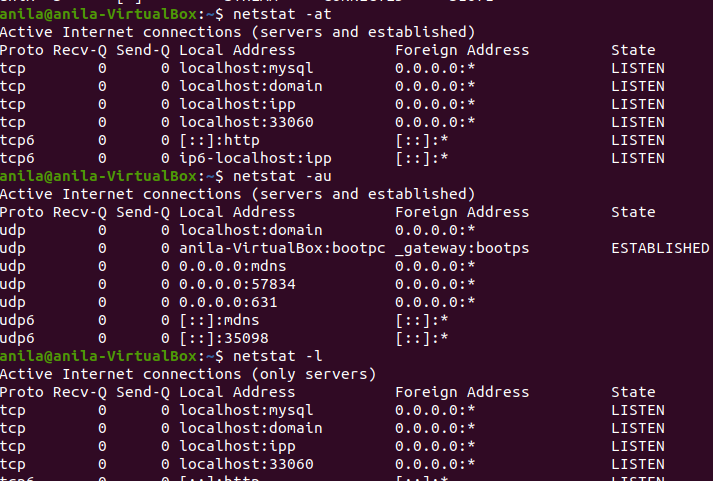 anila@anila-VirtualBox:~$ netstat -at
Active Internet connections (servers and established)
Proto Recv-Q Send-Q Local Address           Foreign Address         State
tcp        0      0 localhost:mysql         0.0.0.0:*               LISTEN
tcp        0      0 localhost:domain        0.0.0.0:*               LISTEN
tcp        0      0 localhost:ipp           0.0.0.0:*               LISTEN
tcp        0      0 localhost:33060         0.0.0.0:*               LISTEN
tcp6       0      0 [::]:http               [::]:*                  LISTEN
tcp6       0      0 ip6-localhost:ipp       [::]:*                  LISTEN
anila@anila-VirtualBox:~$ netstat -au
Active Internet connections (servers and established)
Proto Recv-Q Send-Q Local Address           Foreign Address         State
udp        0      0 localhost:domain        0.0.0.0:*
udp        0      0 anila-VirtualBox:bootpc _gateway:bootps         ESTABLISHED
udp        0      0 0.0.0.0:mdns            0.0.0.0:*
udp        0      0 0.0.0.0:57834           0.0.0.0:*
udp        0      0 0.0.0.0:631             0.0.0.0:*
udp6       0      0 [::]:mdns               [::]:*
udp6       0      0 [::]:35098              [::]:*
anila@anila-VirtualBox:~$ netstat -l
Active Internet connections (only servers)
Proto Recv-Q Send-Q Local Address           Foreign Address         State
tcp        0      0 localhost:mysql         0.0.0.0:*               LISTEN
tcp        0      0 localhost:domain        0.0.0.0:*               LISTEN
tcp        0      0 localhost:ipp           0.0.0.0:*               LISTEN
tcp        0      0 localhost:33060         0.0.0.0:*               LISTEN
tcp6       0      0 [::]:http               [::]:*                  LISTEN